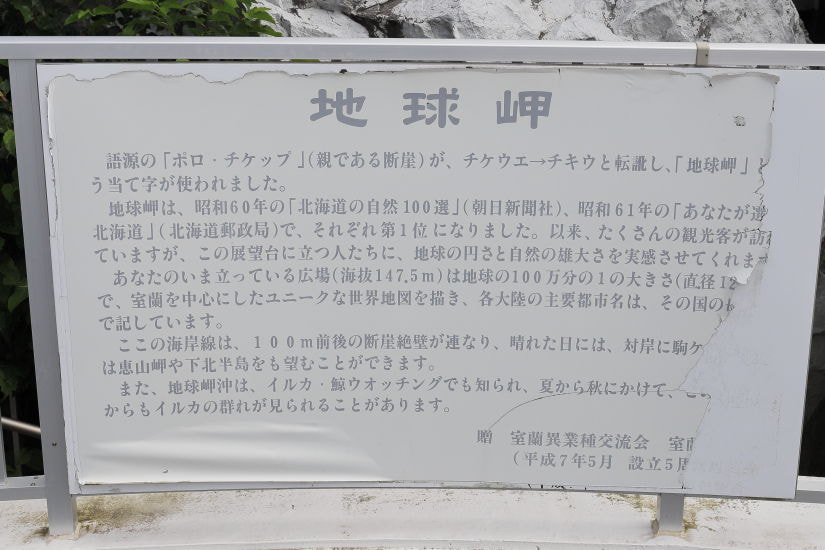 地球岬
語源の「ポロ・チケップ」(親である断崖)が、チケウエ→チキウと転訛し、「地球岬」と
う当て字が使われました。
地球岬は、昭和60年の「北海道の自然100選」(朝日新聞社)、昭和61年の「あなたが選
北海道」(北海道郵政局)で、それぞれ第1位になりました。以来、たくさんの観光客が訪
ていますが、この展望台に立つ人たちに、地球の円さと自然の雄大さを実感させてくれます
あなたのいま立っている広場(海抜147.5m)は地球の100万分の1の大きさ(直径12
で、室蘭を中心にしたユニークな世界地図を描き、各大陸の主要都市名は、その国の
で記しています。
ここの海岸線は、100m前後の断崖絶壁が連なり、晴れた日には、対岸に駒ケ
は恵山岬や下北半島をも望むことができます。
また、地球岬沖は、イルカ・鯨ウオッチングでも知られ、夏から秋にかけて、こ
からもイルカの群れが見られることがあります。
贈 室蘭異業種交流会 室蘭
(平成7年5月 設立5周